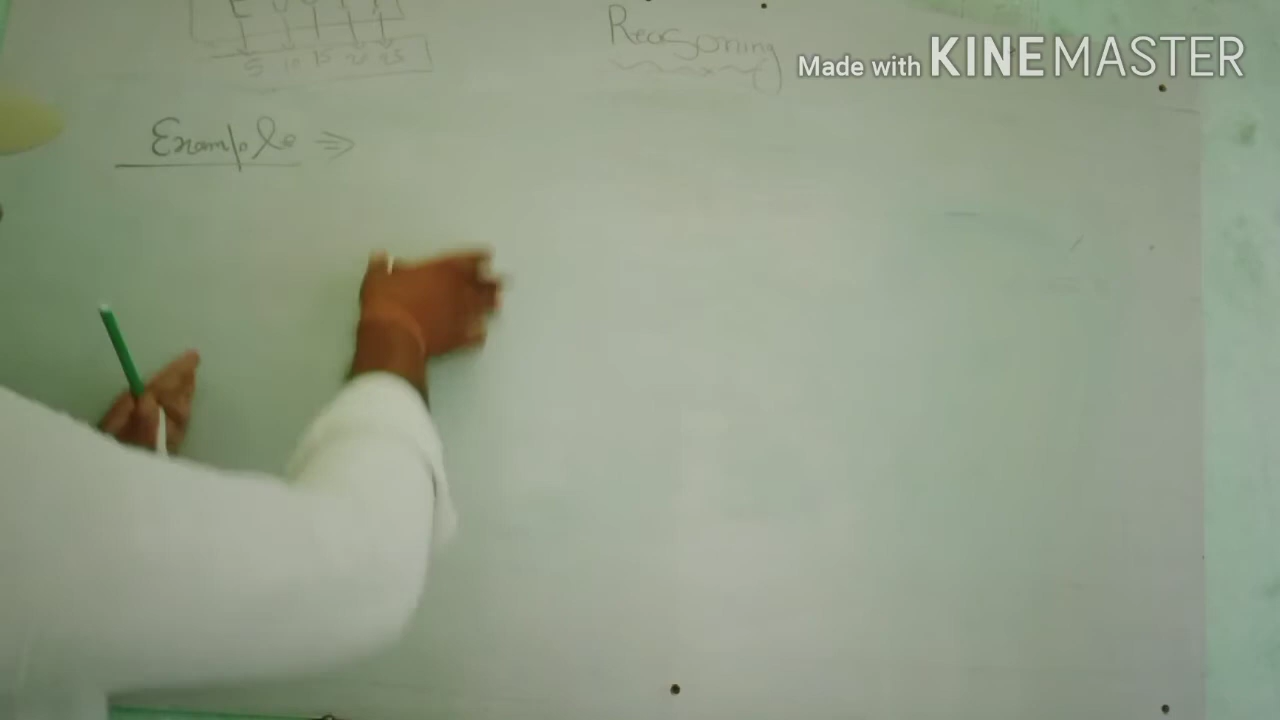 E J O T Y
5 10 15 20 25
Reasoning
Made with KINEMASTER
Example ⇒